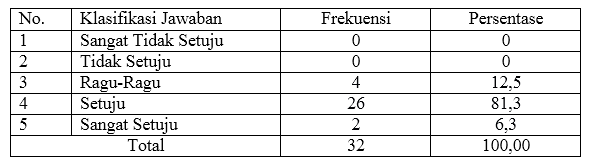 No. Klasifikasi Jawaban Frekuensi Persentase
1 Sangat Tidak Setuju 0 0
2 Tidak Setuju 0 0
3 Ragu-Ragu 4 12,5
4 Setuju 26 81,3
5 Sangat Setuju 2 6,3
Total 32 100,00